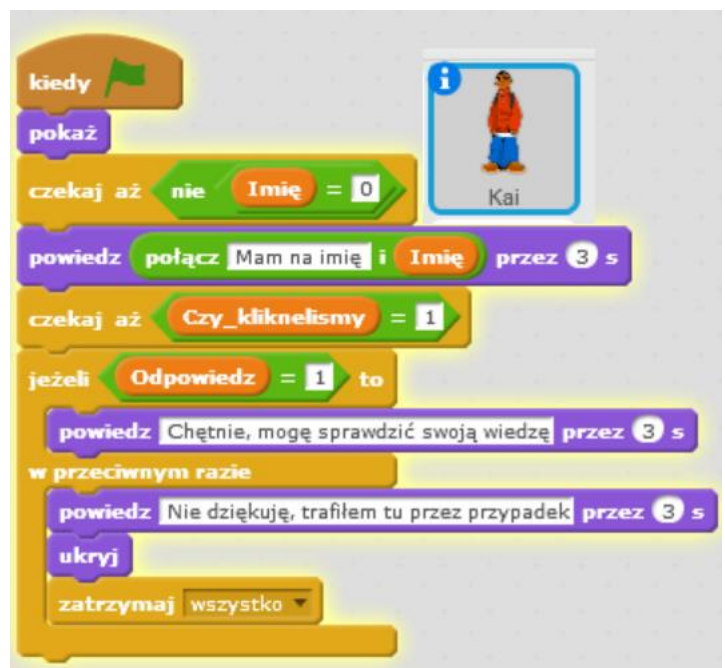 kiedy
pokaż
czekaj aż nie Imię = 0
Kai
powiedz połącz Mam na imię i Imię przez 3 s
czekaj aż Czy_kliknelismy = 1
jeżeli Odpowiedz = 1 to
powiedz Chętnie, mogę sprawdzić swoją wiedzę przez 3 s
w przeciwnym razie
powiedz Nie dziękuję, trafiłem tu przez przypadek przez 3 s
ukryj
zatrzymaj wszystko